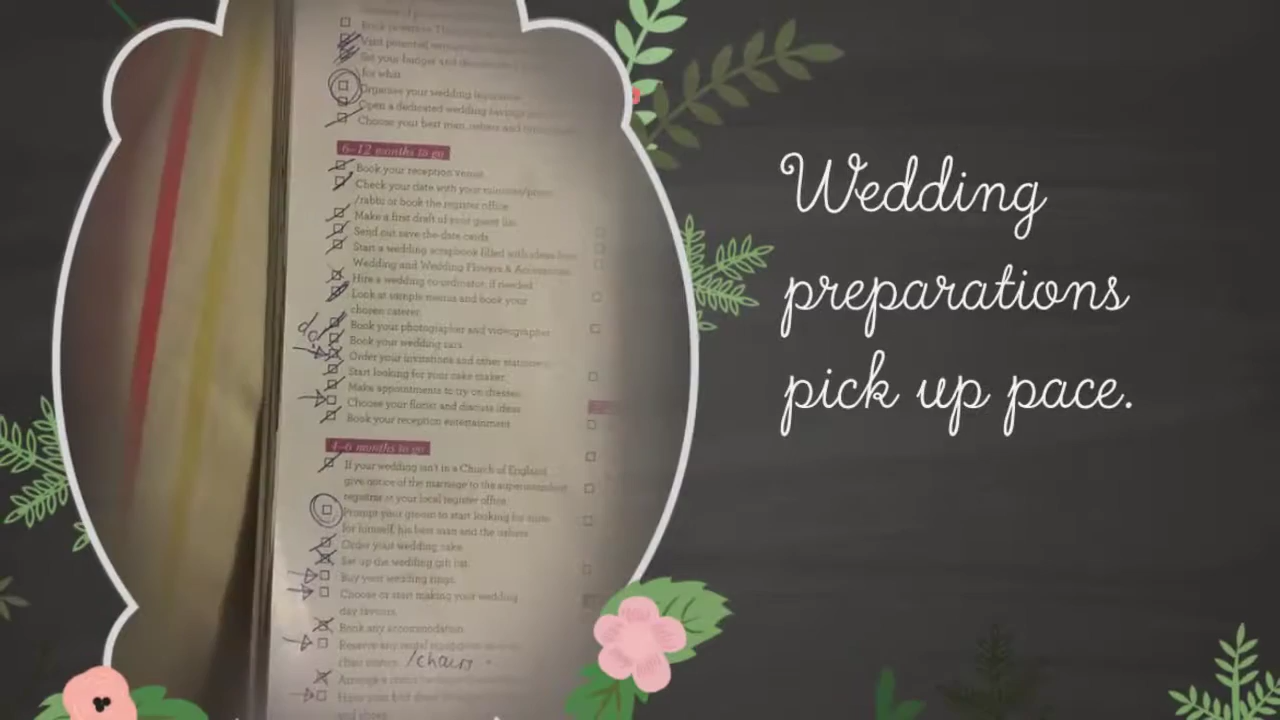 for what.
Organise your wedding insurance.
Open a dedicated wedding savings
Choose your best man, ushers and
6–12 months to go
Book your reception venue.
Check your date with your minister/priest
/rabbi or book the register office.
Make a first draft of your guest list.
Send out save-the-date cards.
Start a wedding scrapbook filled with ideas from
Wedding and Wedding Flowers & Accessories.
Hire a wedding co-ordinator, if needed.
Look at sample menus and book your
chosen caterer.
Book your photographer and videographer.
Book your wedding cars.
Order your invitations and other stationery.
Start looking for your cake maker.
Make appointments to try on dresses.
Choose your florist and discuss ideas.
Book your reception entertainment.
4–6 months to go
If your wedding isn't in a Church of England
give notice of the marriage to the superintendent
registrar at your local register office.
Prompt your groom to start looking for suits
for himself, his best man and the ushers.
Order your wedding cake.
Set up the wedding gift list.
Buy your wedding rings.
Choose or start making your wedding
day favours.
Book any accommodation.
Reserve any rental equipment
/chairs
and shoes.
Wedding
preparations
pick up pace.